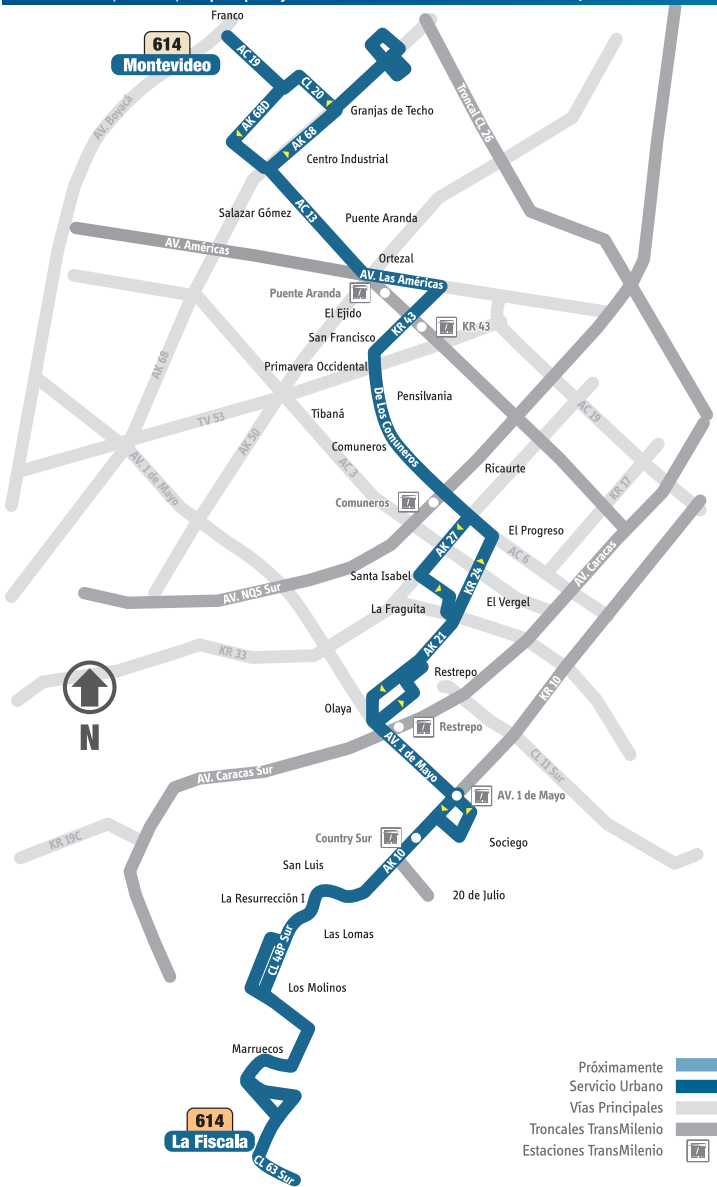 Franco
614
Montevideo
AC 19
CL 20
AK 68D
AK 68
Granjas de Techo
Troncal CL 26
AV. Boyacá
Centro Industrial
Salazar Gómez
AC 13
Puente Aranda
AV. Américas
Ortezal
AV. Las Américas
Puente Aranda
El Ejido
KR 43
KR 43
San Francisco
Primavera Occidental
AK 68
Pensilvania
De Los Comuneros
Tibaná
TV 53
AK 50
AC 19
Comuneros
AV. 1 de Mayo
AC 3
Ricaurte
KR 17
Comuneros
El Progreso
AK 27
AC 6
AV. Caracas
Santa Isabel
KR 24
AV. NQS Sur
La Fraguita
El Vergel
KR 33
AK 21
Restrepo
KR 10
N
Olaya
Restrepo
AV. 1 de Mayo
CL 11 Sur
AV. Caracas Sur
AV. 1 de Mayo
KR 19C
Country Sur
Sociego
AK 10
San Luis
La Resurrección I
20 de Julio
Las Lomas
CL 48P Sur
Los Molinos
Marruecos
614
La Fiscala
CL 63 Sur
Próximamente
Servicio Urbano
Vías Principales
Troncales TransMilenio
Estaciones TransMilenio